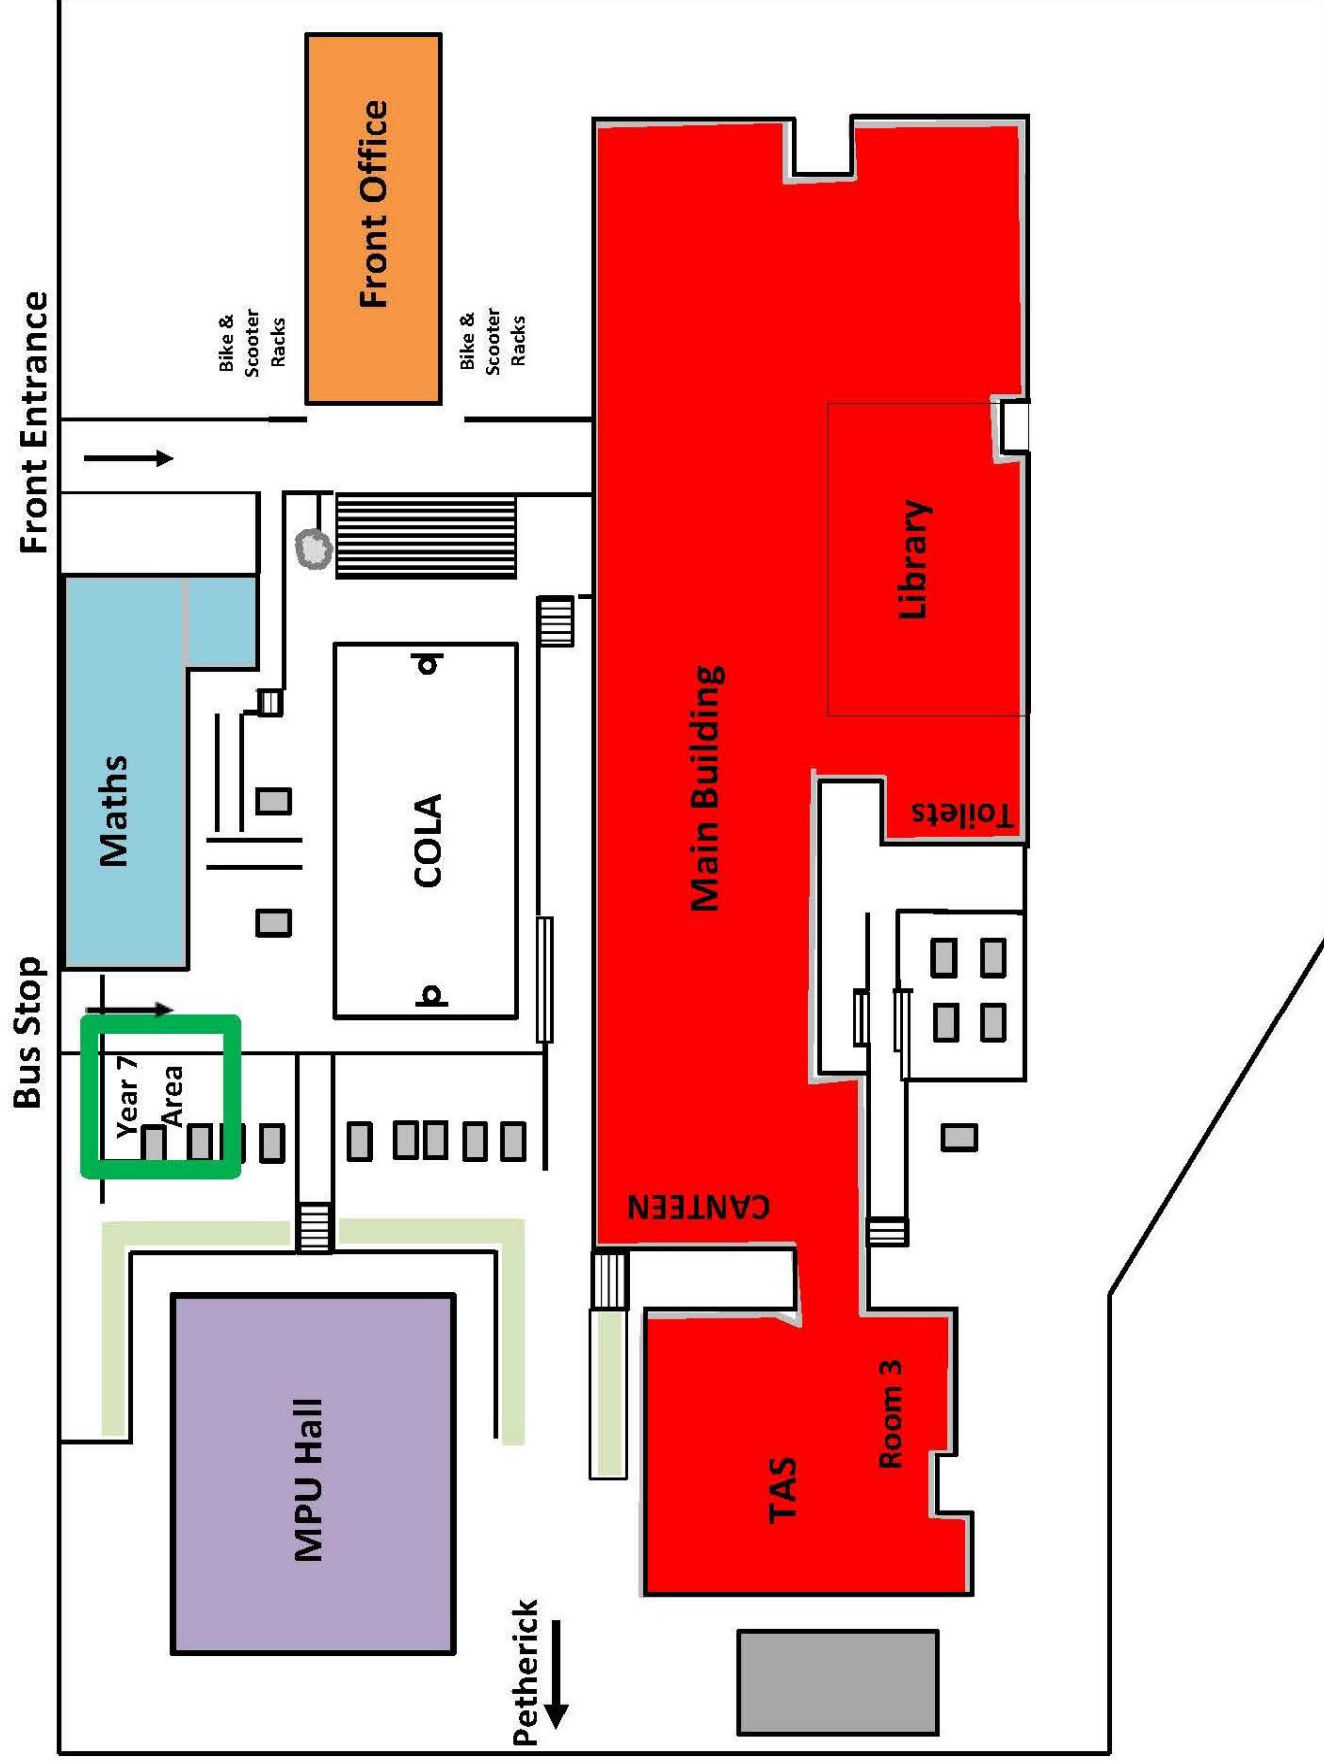 Bus Stop
Front Entrance
Maths
Year 7
Area
Bike &
Scooter
Racks
Front Office
Bike &
Scooter
Racks
MPU Hall
COLA
Petherick
CANTEEN
Main Building
TAS
Room 3
Library
Toilets